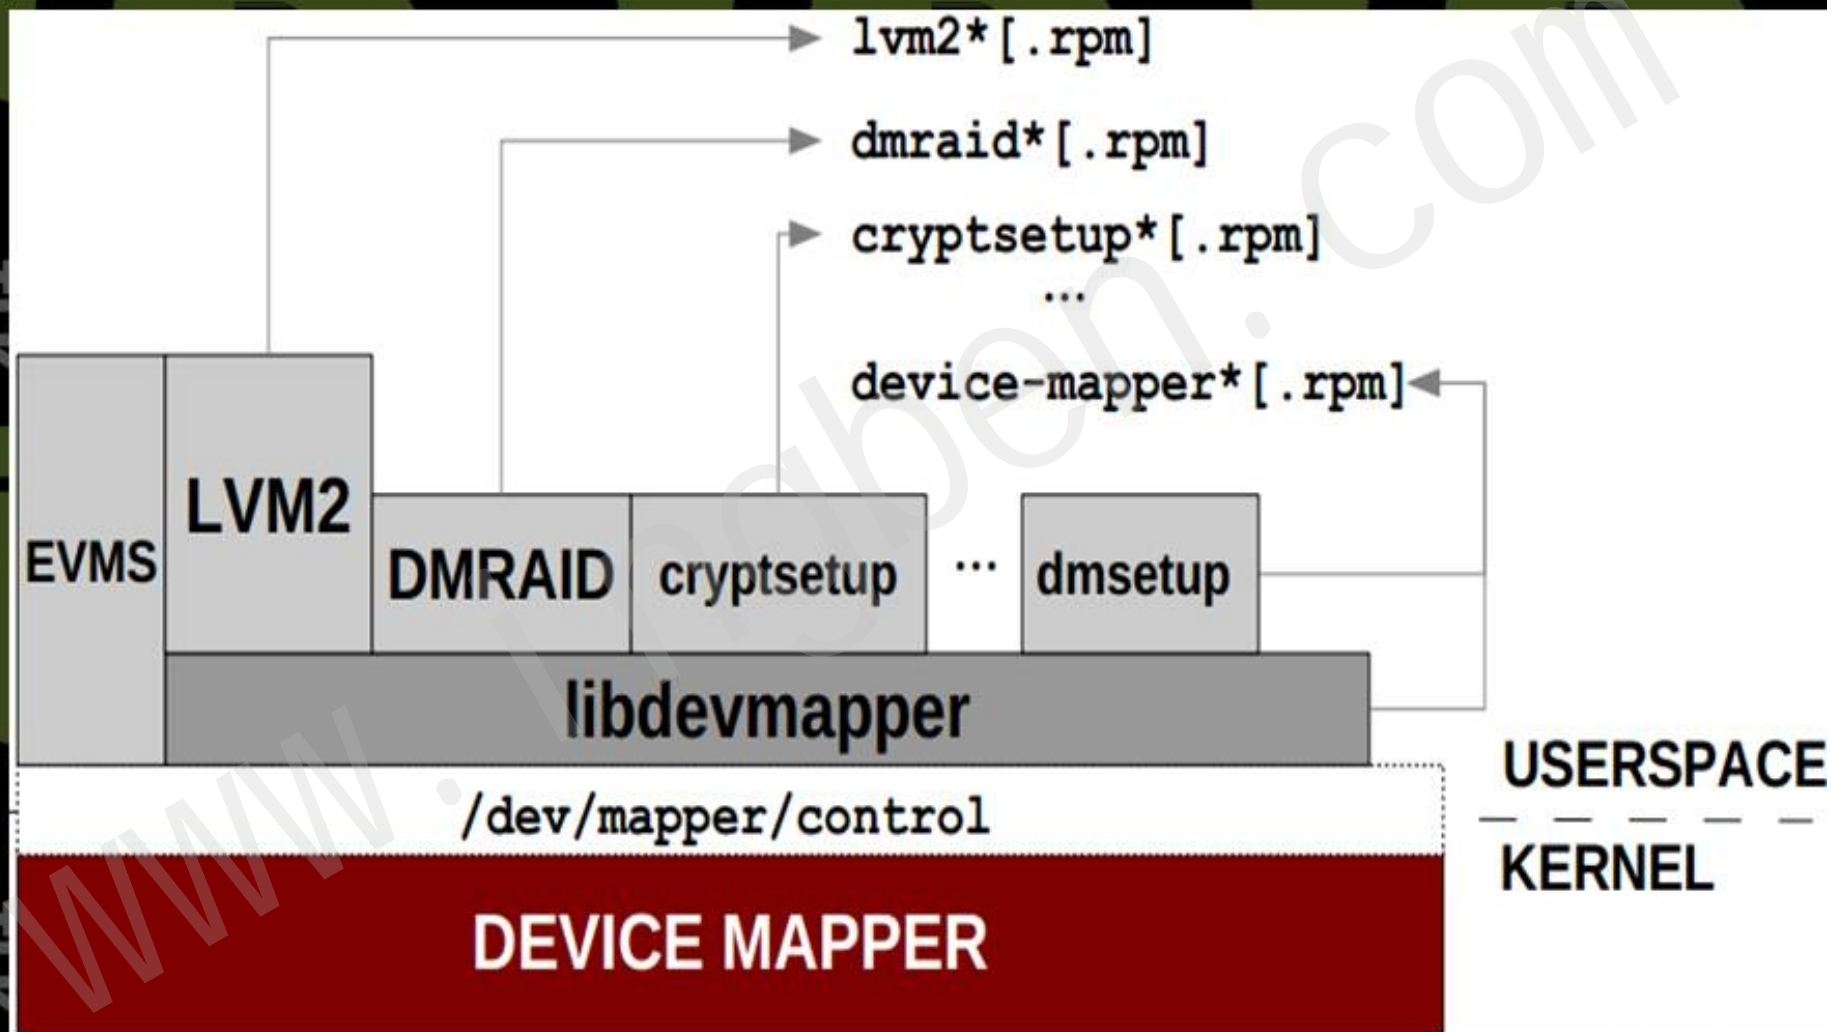 lvm2*[.rpm]
dmraid*[.rpm]
cryptsetup*[.rpm]
...
device-mapper*[.rpm]
EVMS
LVM2
DMRAID
cryptsetup
...
dmsetup
libdevmapper
/dev/mapper/control
USERSPACE
KERNEL
DEVICE MAPPER